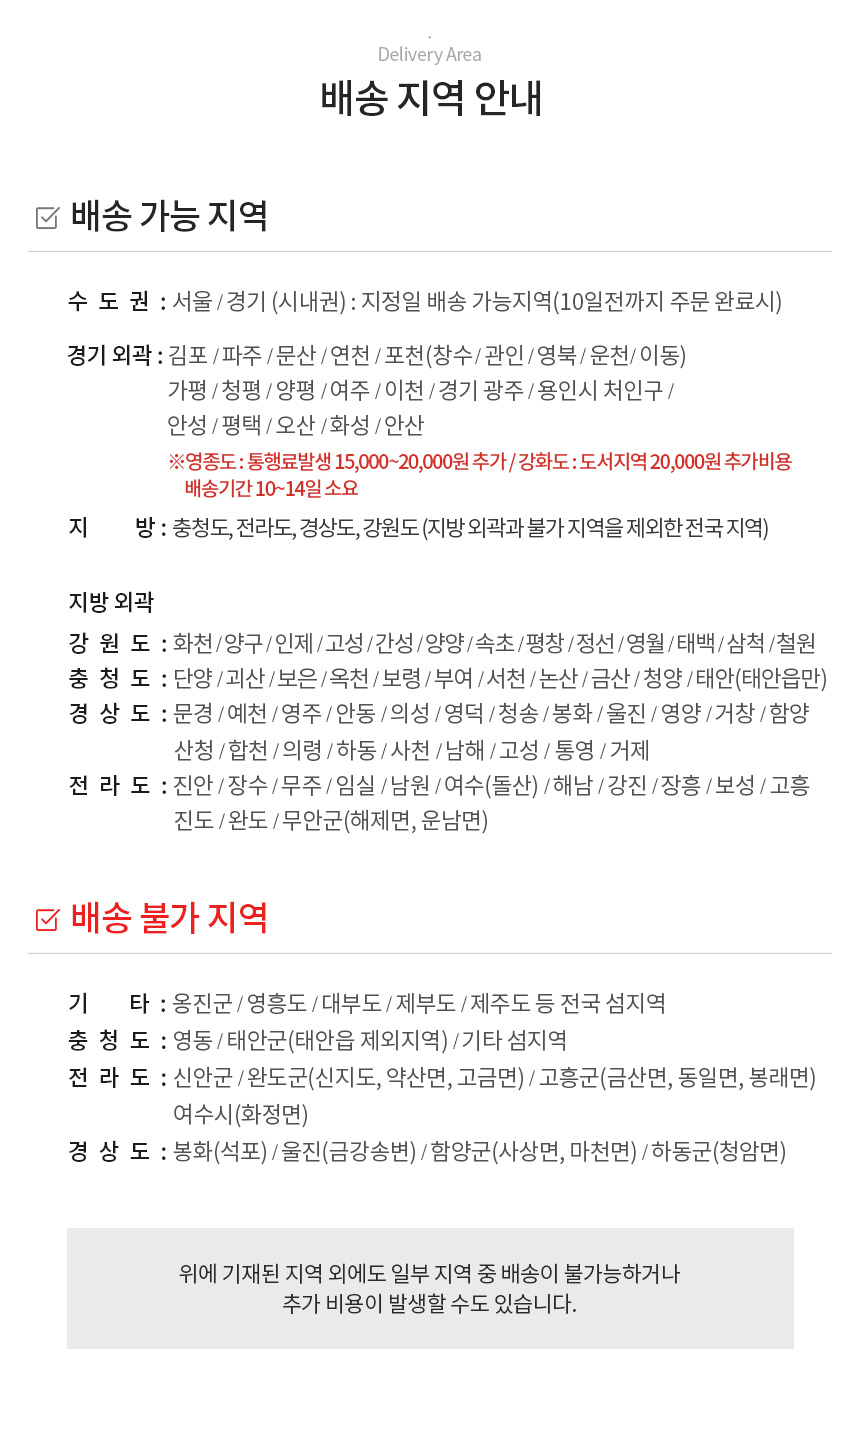 Delivery Area
배송 지역 안내
배송 가능 지역
수 도 권 : 서울 / 경기 (시내권) : 지정일 배송 가능지역(10일전까지 주문 완료시)
경기 외곽 : 김포 / 파주 / 문산 / 연천 / 포천(창수 / 관인 / 영북 / 운천 / 이동)
가평 / 청평 / 양평 / 여주 / 이천 / 경기 광주 / 용인시 처인구 /
안성 / 평택 / 오산 / 화성 / 안산
※영종도 : 통행료발생 15,000~20,000원 추가 / 강화도 : 도서지역 20,000원 추가비용
배송기간 10~14일 소요
지 방 : 충청도, 전라도, 경상도, 강원도 (지방 외곽과 불가 지역을 제외한 전국 지역)
지방 외곽
강 원 도 : 화천 / 양구 / 인제 / 고성 / 간성 / 양양 / 속초 / 평창 / 정선 / 영월 / 태백 / 삼척 / 철원
충 청 도 : 단양 / 괴산 / 보은 / 옥천 / 보령 / 부여 / 서천 / 논산 / 금산 / 청양 / 태안(태안읍만)
경 상 도 : 문경 / 예천 / 영주 / 안동 / 의성 / 영덕 / 청송 / 봉화 / 울진 / 영양 / 거창 / 함양
산청 / 합천 / 의령 / 하동 / 사천 / 남해 / 고성 / 통영 / 거제
전 라 도 : 진안 / 장수 / 무주 / 임실 / 남원 / 여수(돌산) / 해남 / 강진 / 장흥 / 보성 / 고흥
진도 / 완도 / 무안군(해제면, 운남면)
배송 불가 지역
기 타 : 옹진군 / 영흥도 / 대부도 / 제부도 / 제주도 등 전국 섬지역
충 청 도 : 영동 / 태안군(태안읍 제외지역) / 기타 섬지역
전 라 도 : 신안군 / 완도군(신지도, 약산면, 고금면) / 고흥군(금산면, 동일면, 봉래면)
여수시(화정면)
경 상 도 : 봉화(석포) / 울진(금강송변) / 함양군(사상면, 마천면) / 하동군(청암면)
위에 기재된 지역 외에도 일부 지역 중 배송이 불가능하거나
추가 비용이 발생할 수도 있습니다.